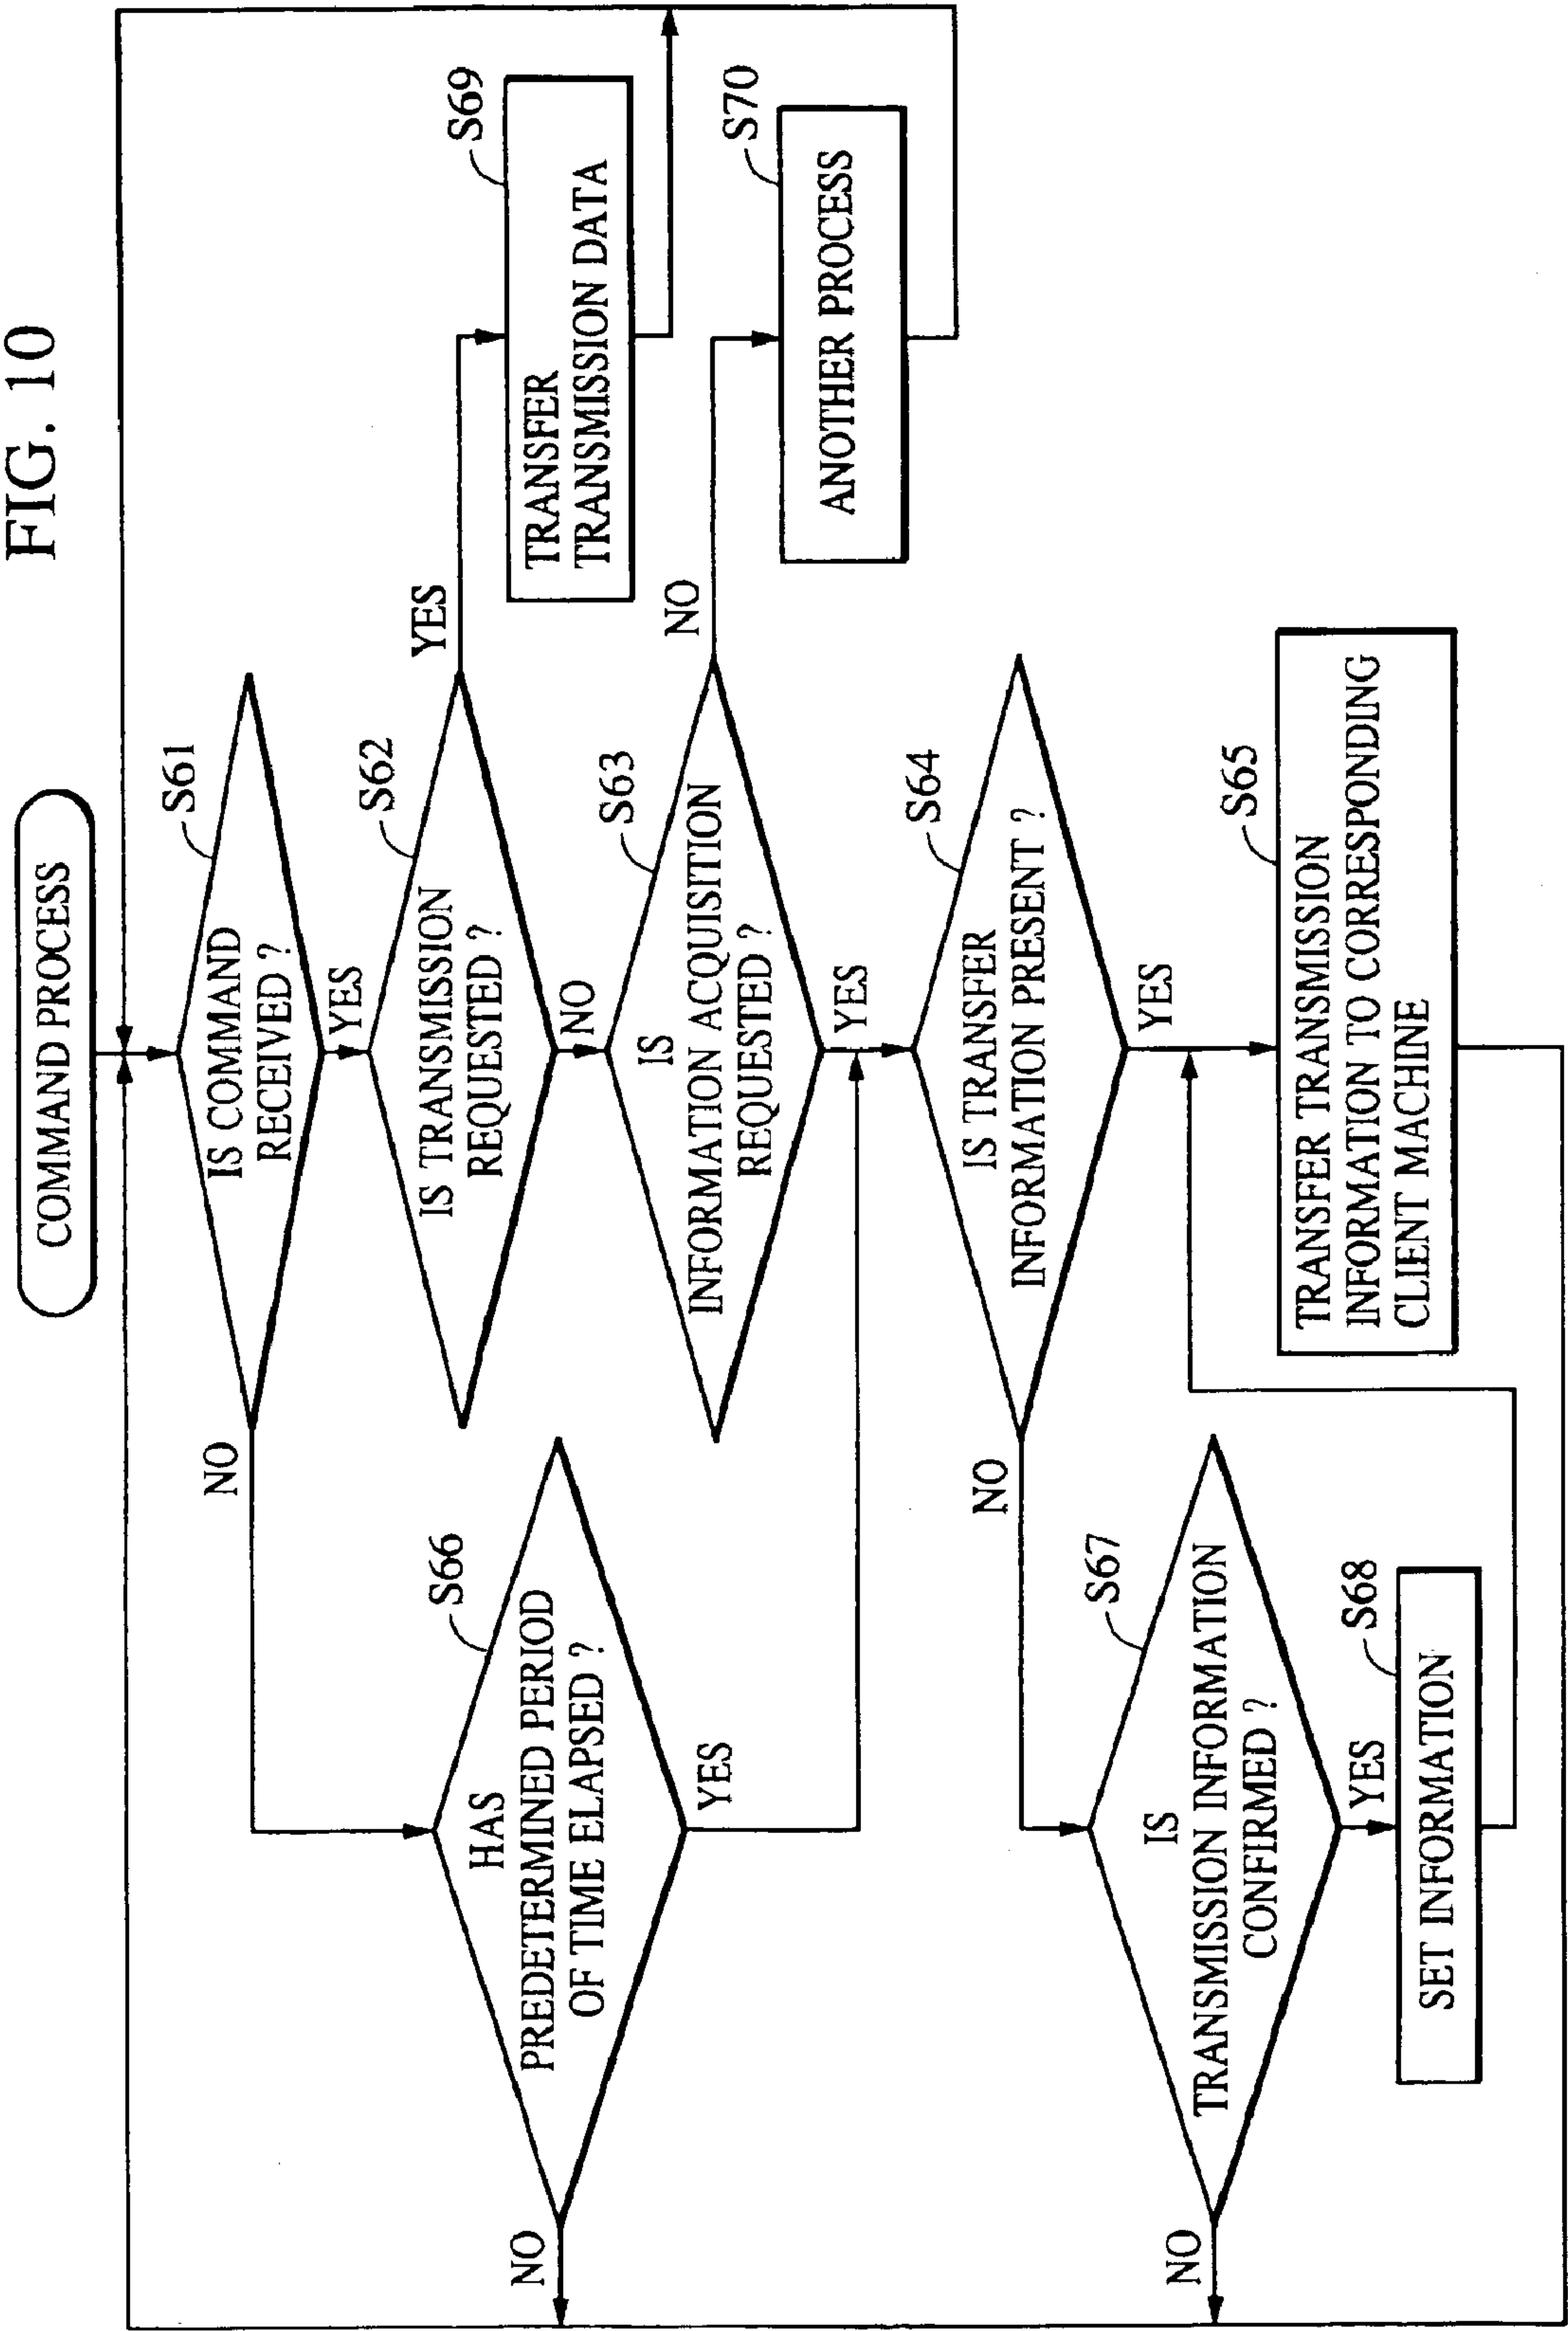 FIG. 10
COMMAND PROCESS
S61
IS COMMAND
RECEIVED ?
NO
YES
S62
IS TRANSMISSION
REQUESTED ?
YES
NO
S69
TRANSFER
TRANSMISSION DATA
S66
HAS
PREDETERMINED PERIOD
OF TIME ELAPSED ?
NO
YES
S63
IS
INFORMATION ACQUISITION
REQUESTED ?
NO
YES
S70
ANOTHER PROCESS
S64
IS TRANSFER
INFORMATION PRESENT ?
NO
YES
S67
IS
TRANSMISSION INFORMATION
CONFIRMED ?
NO
YES
S65
TRANSFER TRANSMISSION
INFORMATION TO CORRESPONDING
CLIENT MACHINE
S68
SET INFORMATION